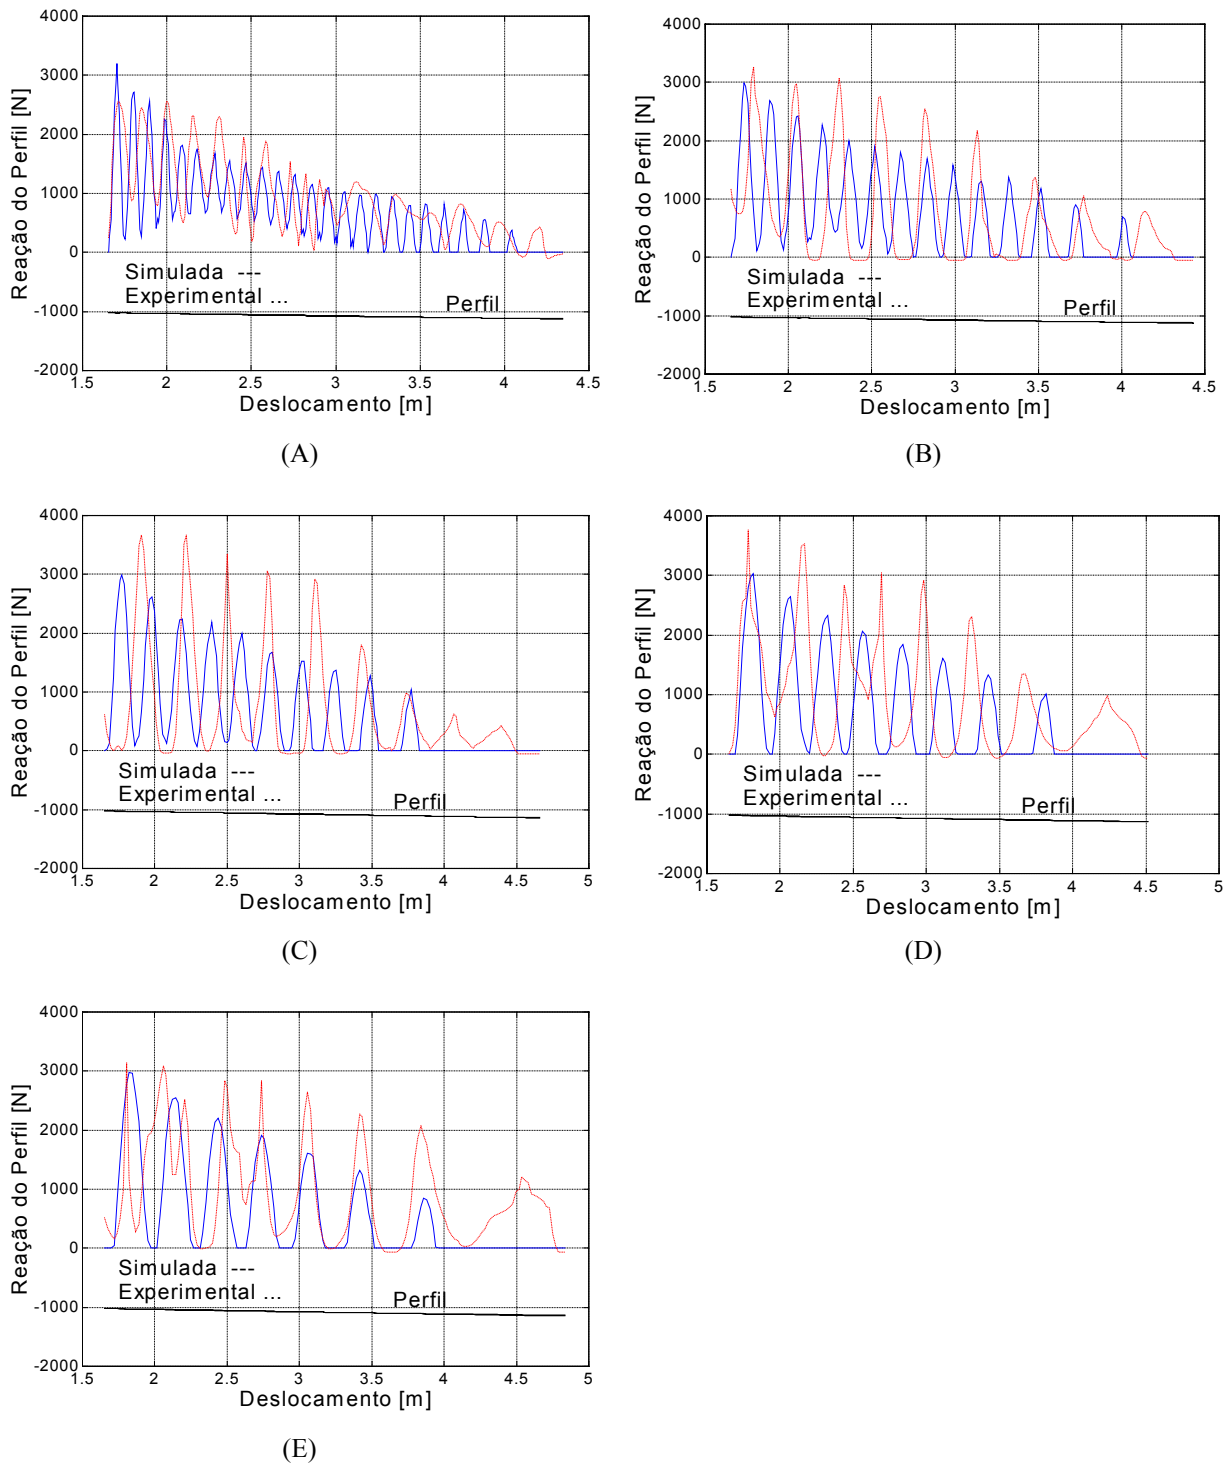 4000
3000
2000
1000
0
-1000
-2000
Reação do Perfil [N]
Simulada ---
Experimental ...
Perfil
1.5 2 2.5 3 3.5 4 4.5
Deslocamento [m]
(A)
4000
3000
2000
1000
0
-1000
-2000
Reação do Perfil [N]
Simulada ---
Experimental ...
Perfil
1.5 2 2.5 3 3.5 4 4.5
Deslocamento [m]
(B)
4000
3000
2000
1000
0
-1000
-2000
Reação do Perfil [N]
Simulada ---
Experimental ...
Perfil
1.5 2 2.5 3 3.5 4 4.5 5
Deslocamento [m]
(C)
4000
3000
2000
1000
0
-1000
-2000
Reação do Perfil [N]
Simulada ---
Experimental ...
Perfil
1.5 2 2.5 3 3.5 4 4.5 5
Deslocamento [m]
(D)
4000
3000
2000
1000
0
-1000
-2000
Reação do Perfil [N]
Simulada ---
Experimental ...
Perfil
1.5 2 2.5 3 3.5 4 4.5 5
Deslocamento [m]
(E)